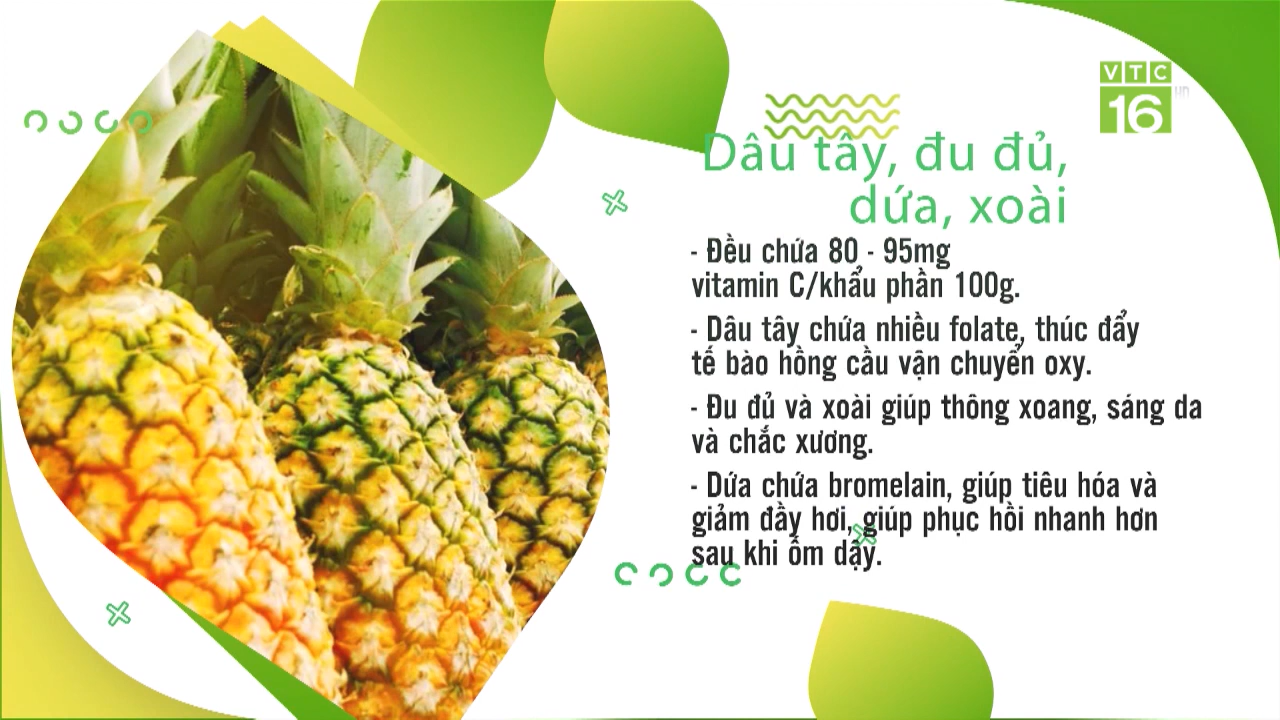 VTC
16
HD
Dâu tây, đu đủ,
dứa, xoài
- Đều chứa 80 - 95mg
vitamin C/khẩu phần 100g.
- Dâu tây chứa nhiều folate, thúc đẩy
tế bào hồng cầu vận chuyển oxy.
- Đu đủ và xoài giúp thông xoang, sáng da
và chắc xương.
- Dứa chứa bromelain, giúp tiêu hóa và
giảm đầy hơi, giúp phục hồi nhanh hơn
sau khi ốm dậy.